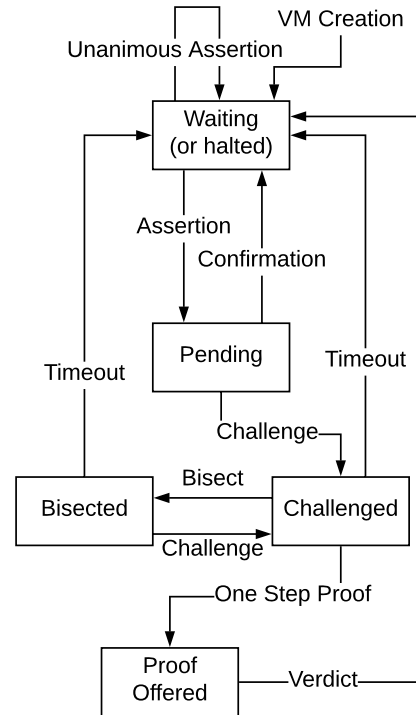 VM Creation
Unanimous Assertion
Waiting
(or halted)
Assertion
Confirmation
Pending
Timeout
Timeout
Challenge
Bisect
Bisected
Challenged
Challenge
One Step Proof
Proof
Offered
Verdict